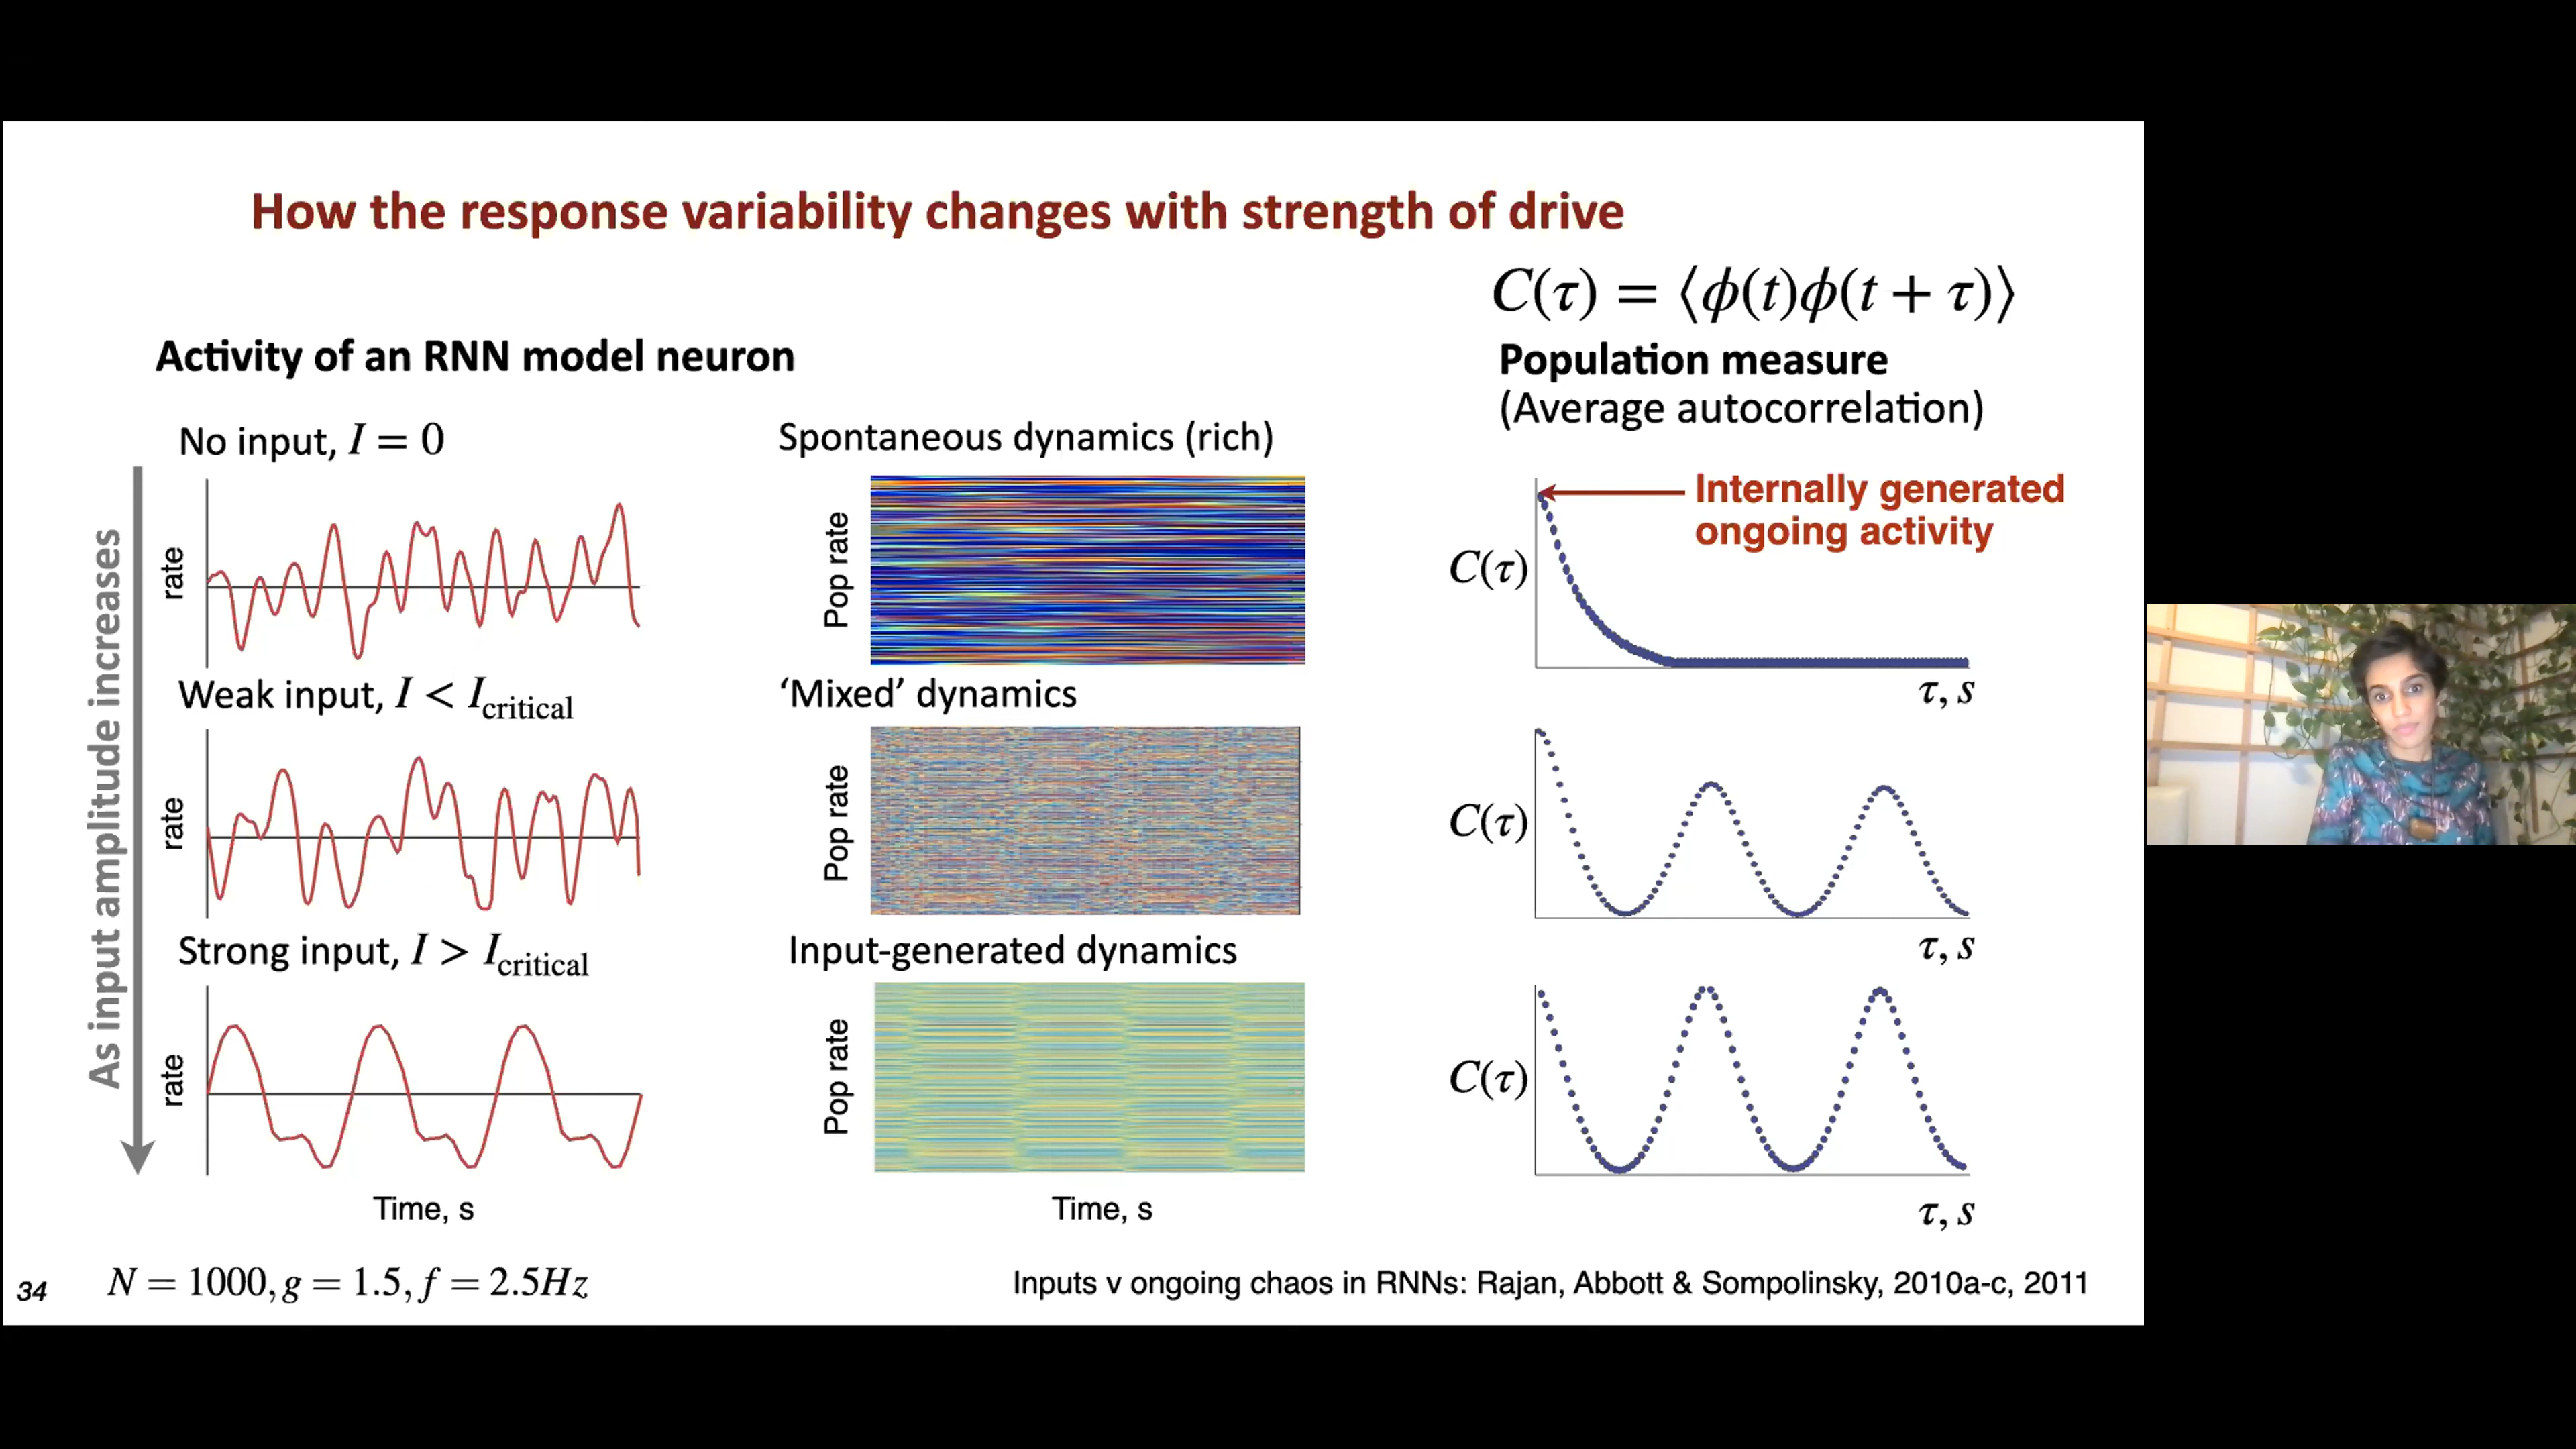 How the response variability changes with strength of drive
C(τ) = ⟨ϕ(t)ϕ(t + τ)⟩
Activity of an RNN model neuron
Population measure
(Average autocorrelation)
As input amplitude increases
No input, I = 0
rate
Spontaneous dynamics (rich)
Pop rate
Internally generated
ongoing activity
C(τ)
τ, s
Weak input, I < I_critical
rate
‘Mixed’ dynamics
Pop rate
C(τ)
τ, s
Strong input, I > I_critical
rate
Input-generated dynamics
Pop rate
C(τ)
τ, s
Time, s
Time, s
34
N = 1000, g = 1.5, f = 2.5Hz
Inputs v ongoing chaos in RNNs: Rajan, Abbott & Sompolinsky, 2010a-c, 2011